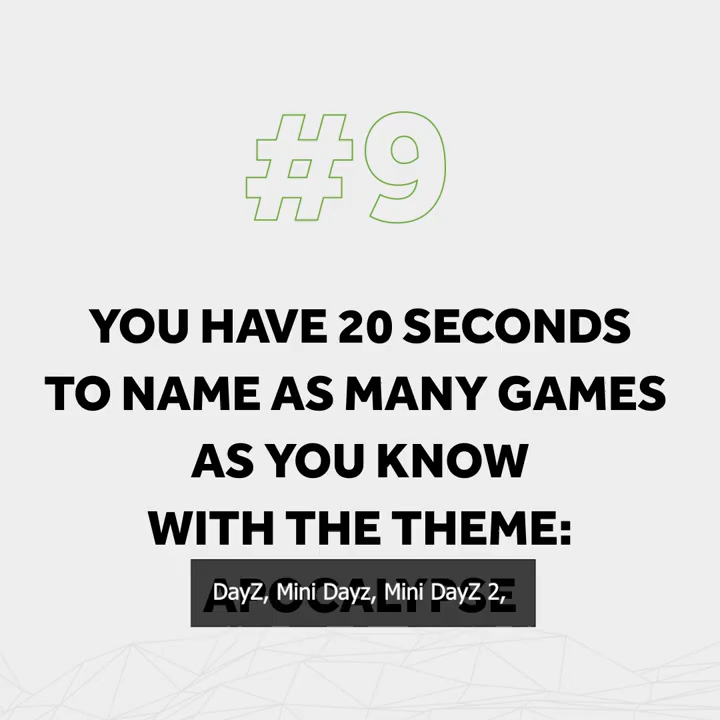 #9
YOU HAVE 20 SECONDS
TO NAME AS MANY GAMES
AS YOU KNOW
WITH THE THEME:
APOCALYPSE
DayZ, Mini Dayz, Mini DayZ 2,